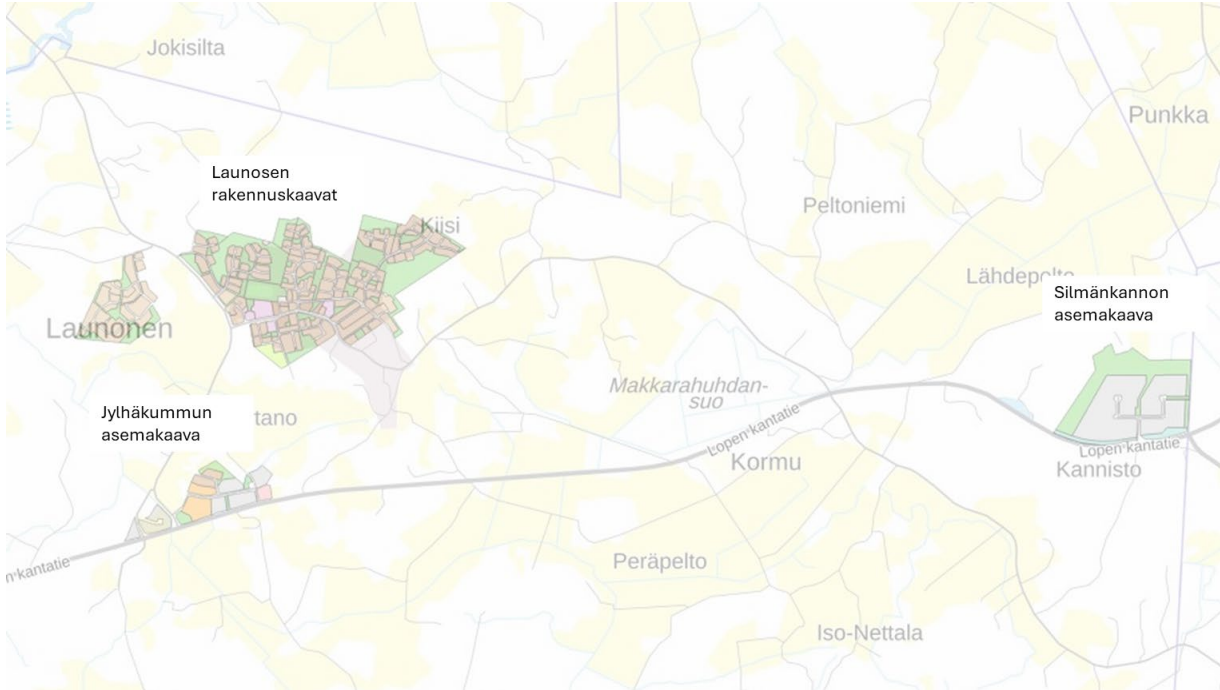 Jokisilta
Punkka
Launosen
rakennuskaavat
Peltoniemi
Kiisi
Lähdepelto
Silmänkannon
asemakaava
Launonen
Makkarahuhdan-
suo
Jylhäkummun
asemakaava
tano
Lopen kantatie
Lopen kantatie
Kormu
Kannisto
n kantatie
Peräpelto
Iso-Nettala